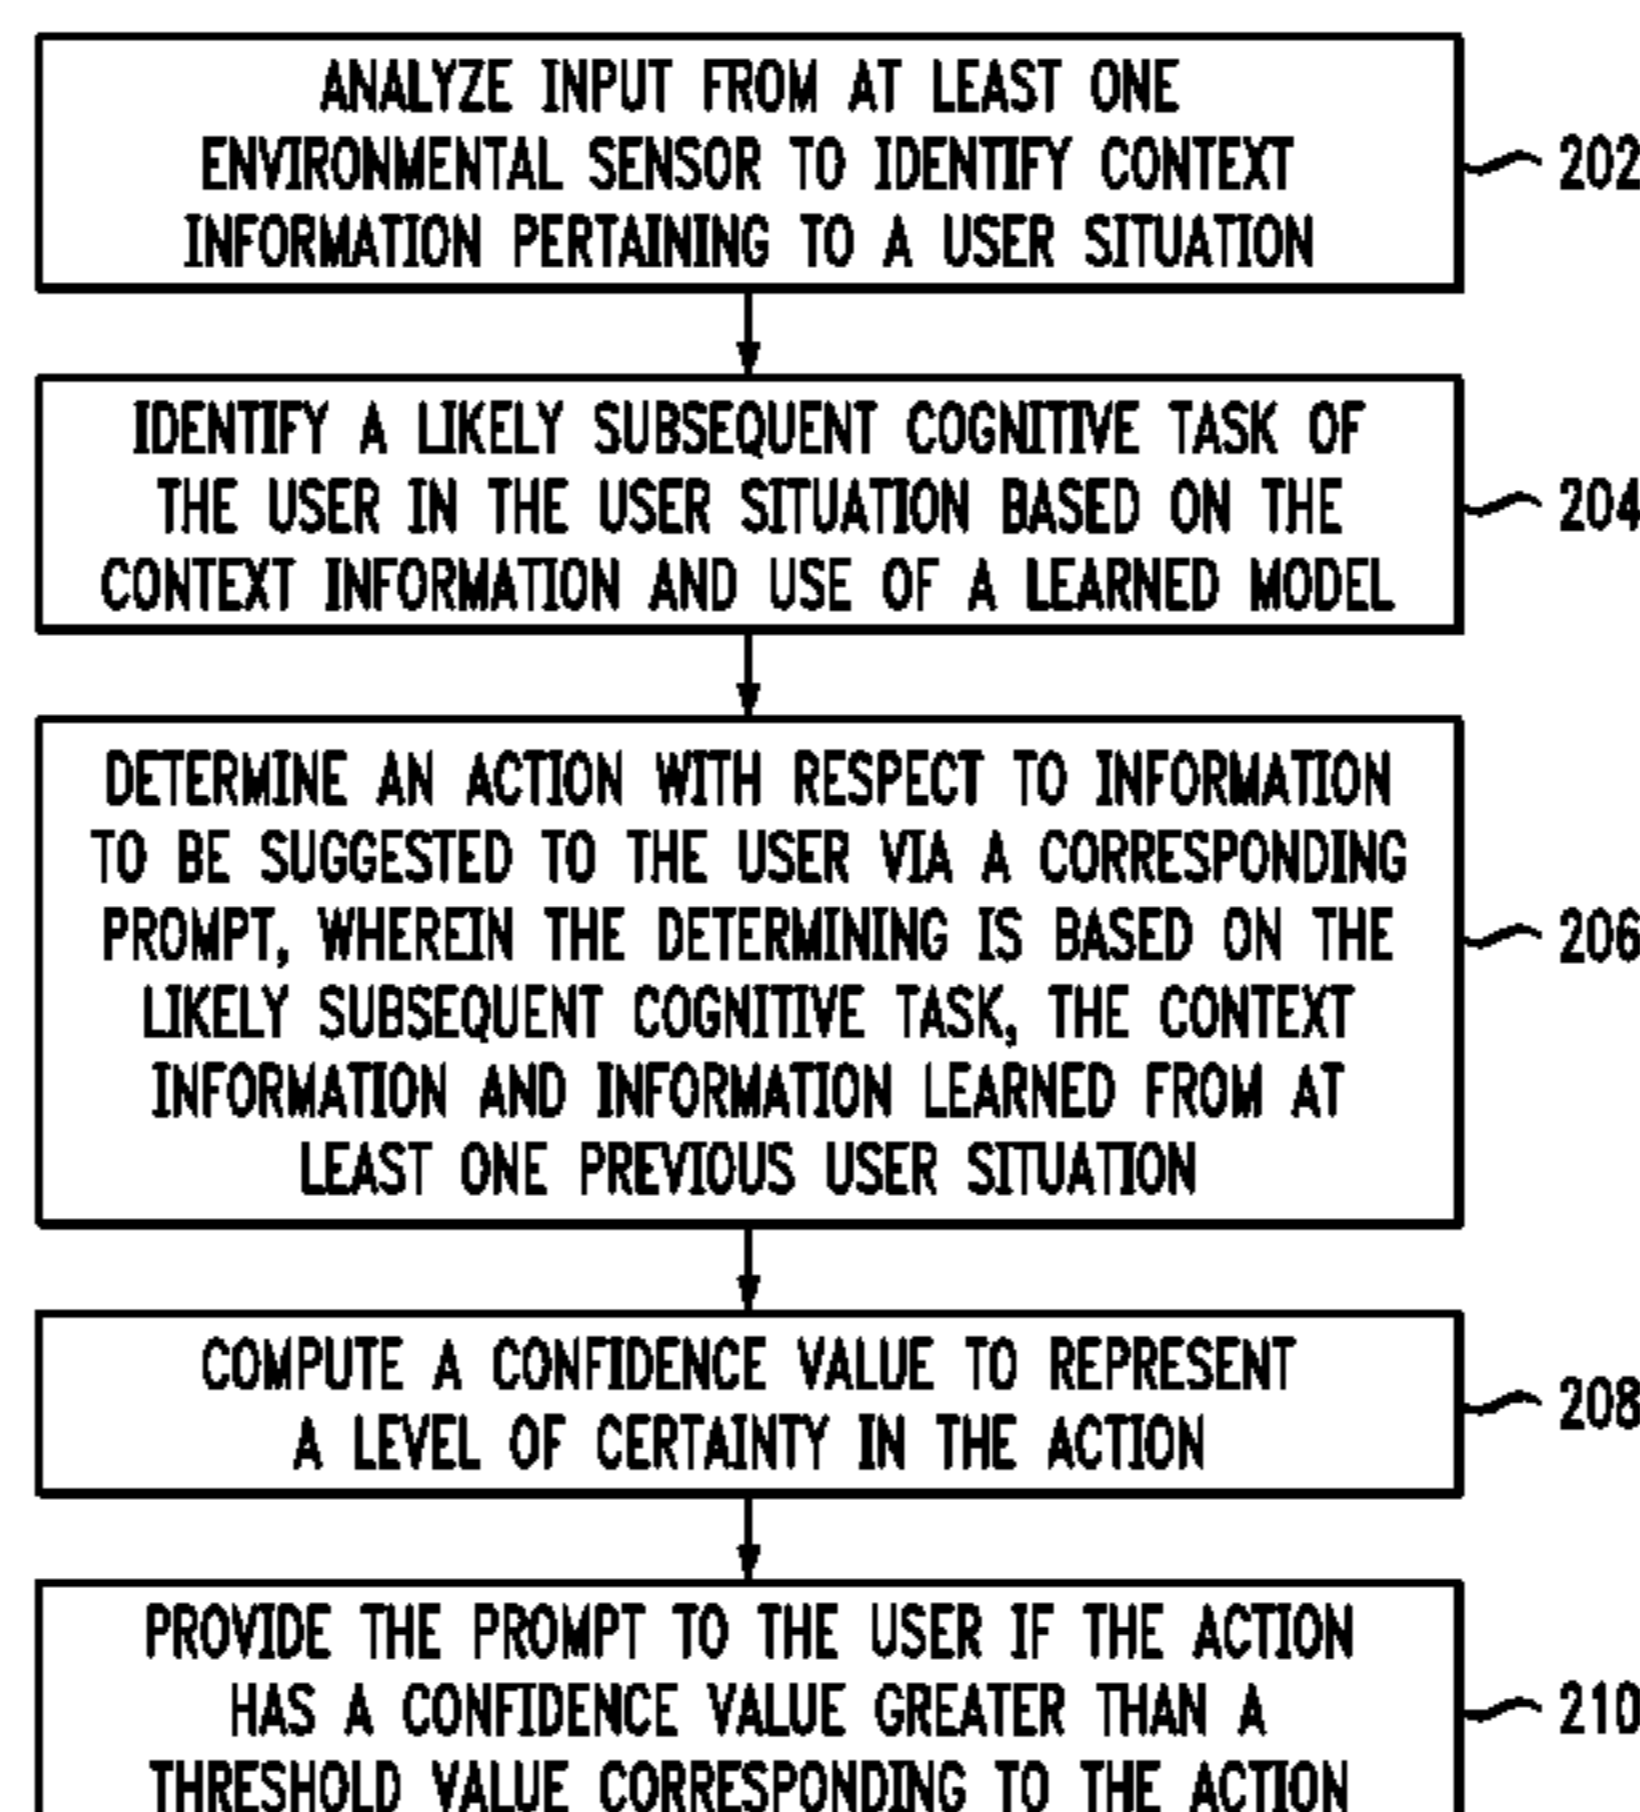 ANALYZE INPUT FROM AT LEAST ONE
ENVIRONMENTAL SENSOR TO IDENTIFY CONTEXT
INFORMATION PERTAINING TO A USER SITUATION
202
IDENTIFY A LIKELY SUBSEQUENT COGNITIVE TASK OF
THE USER IN THE USER SITUATION BASED ON THE
CONTEXT INFORMATION AND USE OF A LEARNED MODEL
204
DETERMINE AN ACTION WITH RESPECT TO INFORMATION
TO BE SUGGESTED TO THE USER VIA A CORRESPONDING
PROMPT, WHEREIN THE DETERMINING IS BASED ON THE
LIKELY SUBSEQUENT COGNITIVE TASK, THE CONTEXT
INFORMATION AND INFORMATION LEARNED FROM AT
LEAST ONE PREVIOUS USER SITUATION
206
COMPUTE A CONFIDENCE VALUE TO REPRESENT
A LEVEL OF CERTAINTY IN THE ACTION
208
PROVIDE THE PROMPT TO THE USER IF THE ACTION
HAS A CONFIDENCE VALUE GREATER THAN A
THRESHOLD VALUE CORRESPONDING TO THE ACTION
210